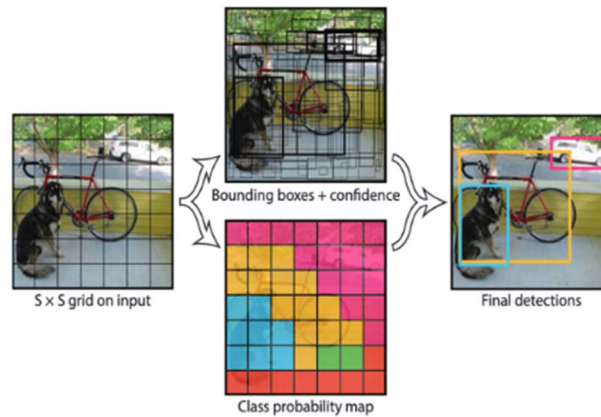 Bounding boxes + confidence
S × S grid on input
Final detections
Class probability map